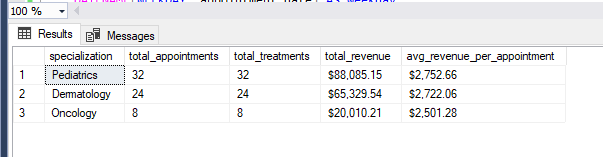 100 %
Results Messages
specialization total_appointments total_treatments total_revenue avg_revenue_per_appointment
1 Pediatrics 32 32 $88,085.15 $2,752.66
2 Dermatology 24 24 $65,329.54 $2,722.06
3 Oncology 8 8 $20,010.21 $2,501.28